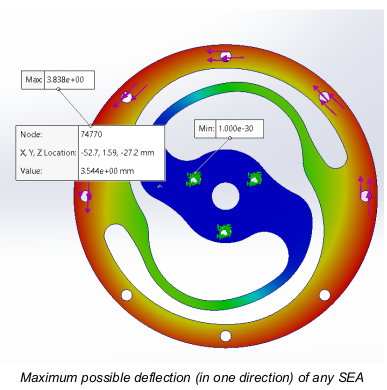 Max: 3.838e+00
Node: 74770
X, Y, Z Location: -52.7, 1.59, -27.2 mm
Value: 3.544e+00 mm
Min: 1.000e-30
Maximum possible deflection (in one direction) of any SEA